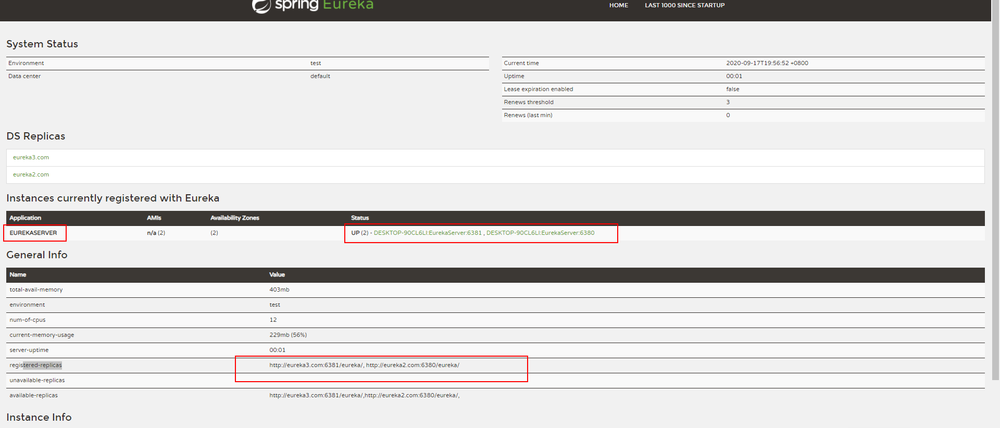 spring Eureka
HOME LAST 1000 SINCE STARTUP
System Status
Environment test
Data center default
Current time 2020-09-17T19:56:52 +0800
Uptime 00:01
Lease expiration enabled false
Renews threshold 3
Renews (last min) 0
DS Replicas
eureka3.com
eureka2.com
Instances currently registered with Eureka
Application AMIs Availability Zones Status
EUREKASERVER n/a (2) (2) UP (2) - DESKTOP-90CL6LI:EurekaServer:6381 , DESKTOP-90CL6LI:EurekaServer:6380
General Info
Name Value
total-avail-memory 403mb
environment test
num-of-cpus 12
current-memory-usage 229mb (56%)
server-uptime 00:01
registered-replicas http://eureka3.com:6381/eureka/, http://eureka2.com:6380/eureka/
unavailable-replicas
available-replicas http://eureka3.com:6381/eureka/,http://eureka2.com:6380/eureka/,
Instance Info